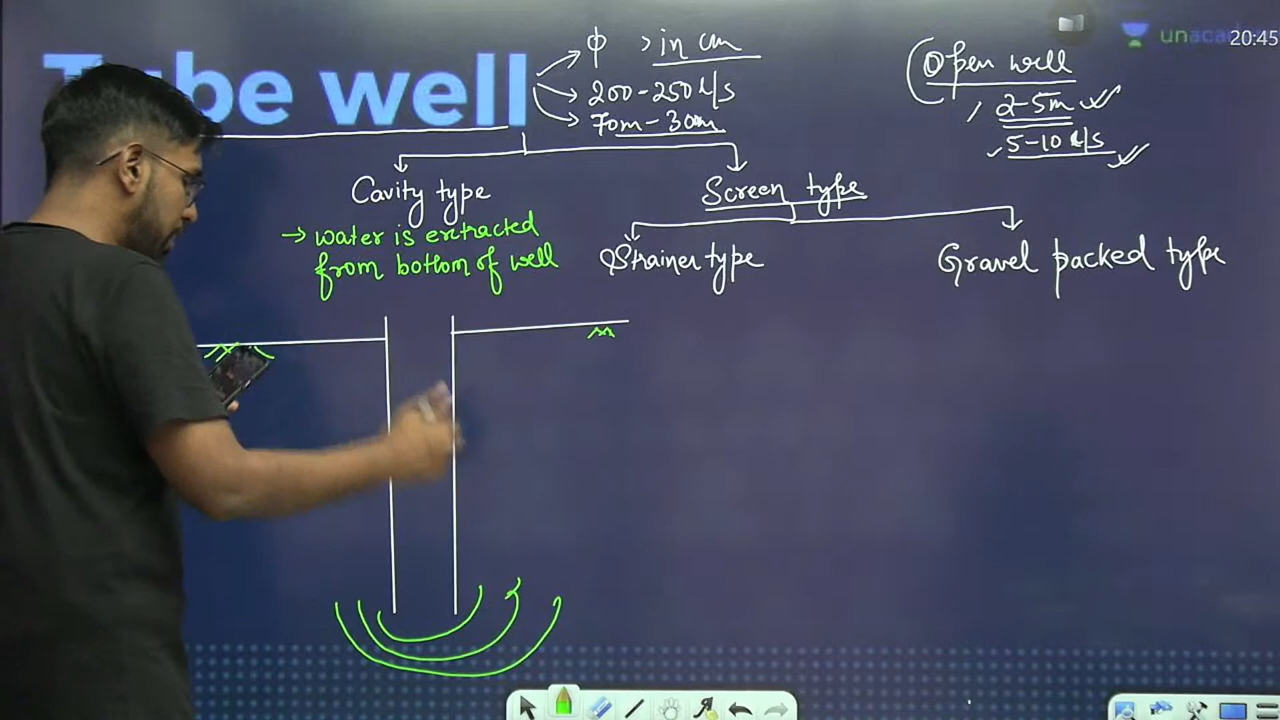 Tube well
ϕ → in cm
200-250 l/s
70m-300m
Open well
2-5m
5-10 l/s
unacademy
20:45
Cavity type
Screen type
→ water is extracted
from bottom of well
Strainer type
Gravel packed type